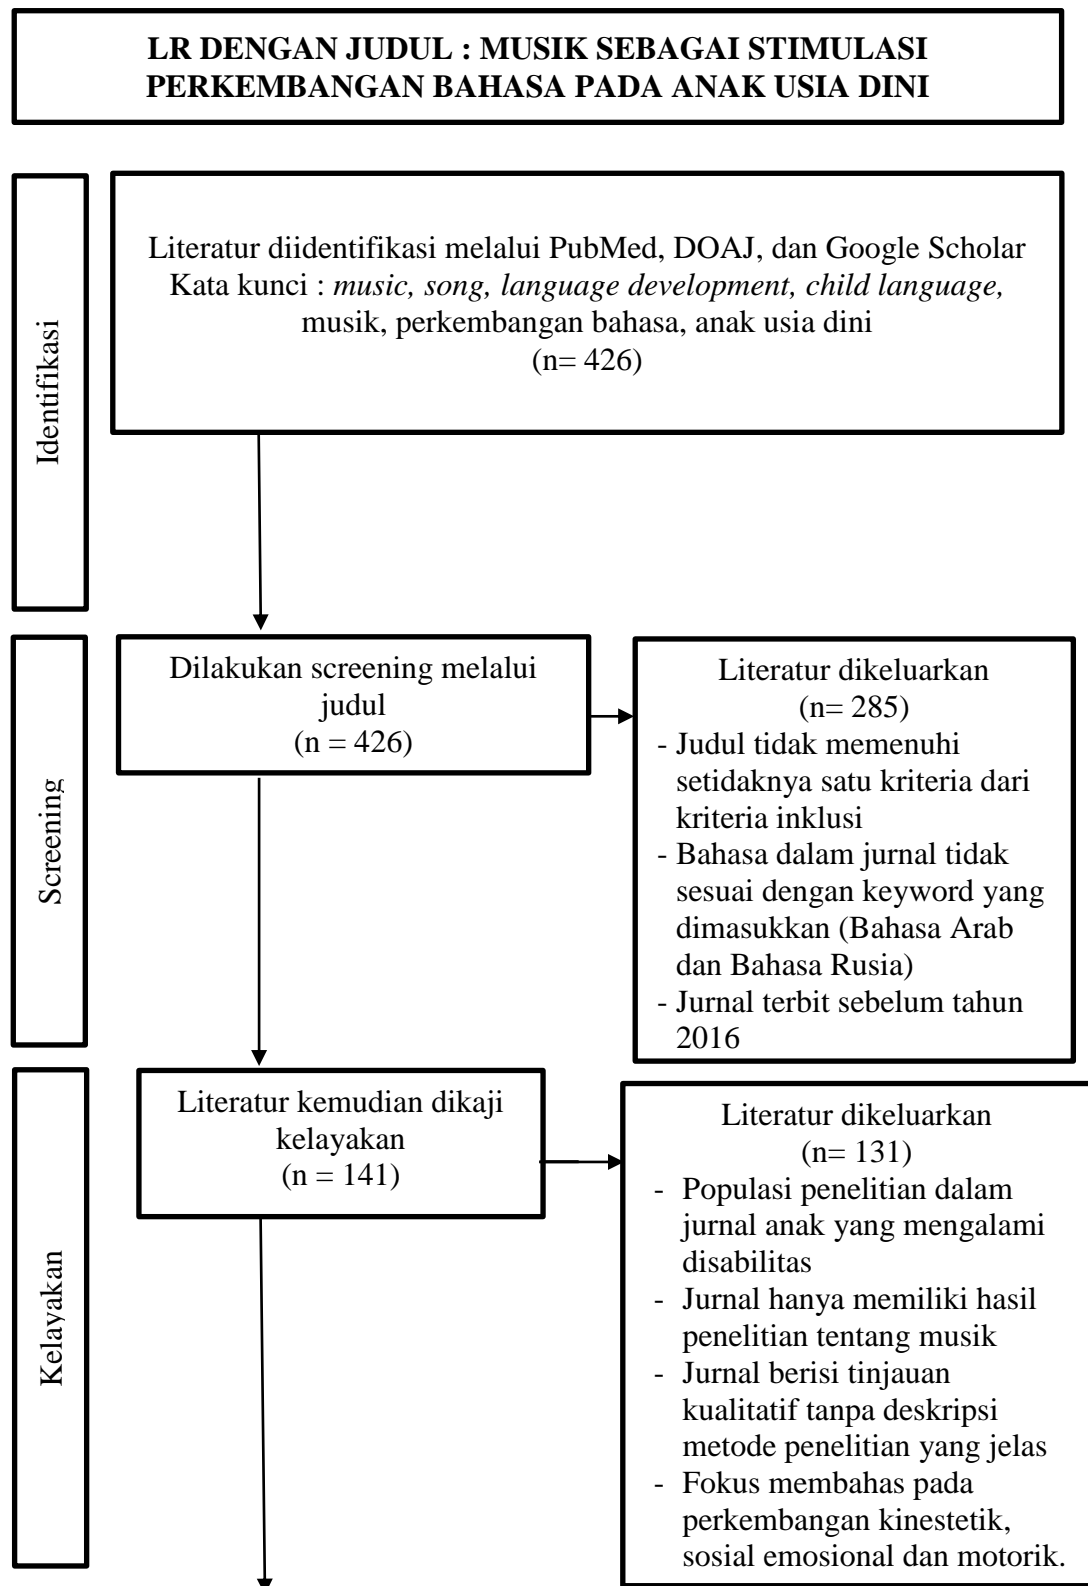 LR DENGAN JUDUL : MUSIK SEBAGAI STIMULASI
PERKEMBANGAN BAHASA PADA ANAK USIA DINI
Identifikasi
Literatur diidentifikasi melalui PubMed, DOAJ, dan Google Scholar
Kata kunci : music, song, language development, child language,
musik, perkembangan bahasa, anak usia dini
(n= 426)
Screening
Dilakukan screening melalui
judul
(n = 426)
Literatur dikeluarkan
(n= 285)
- Judul tidak memenuhi
setidaknya satu kriteria dari
kriteria inklusi
- Bahasa dalam jurnal tidak
sesuai dengan keyword yang
dimasukkan (Bahasa Arab
dan Bahasa Rusia)
- Jurnal terbit sebelum tahun
2016
Kelayakan
Literatur kemudian dikaji
kelayakan
(n = 141)
Literatur dikeluarkan
(n= 131)
- Populasi penelitian dalam
jurnal anak yang mengalami
disabilitas
- Jurnal hanya memiliki hasil
penelitian tentang musik
- Jurnal berisi tinjauan
kualitatif tanpa deskripsi
metode penelitian yang jelas
- Fokus membahas pada
perkembangan kinestetik,
sosial emosional dan motorik.